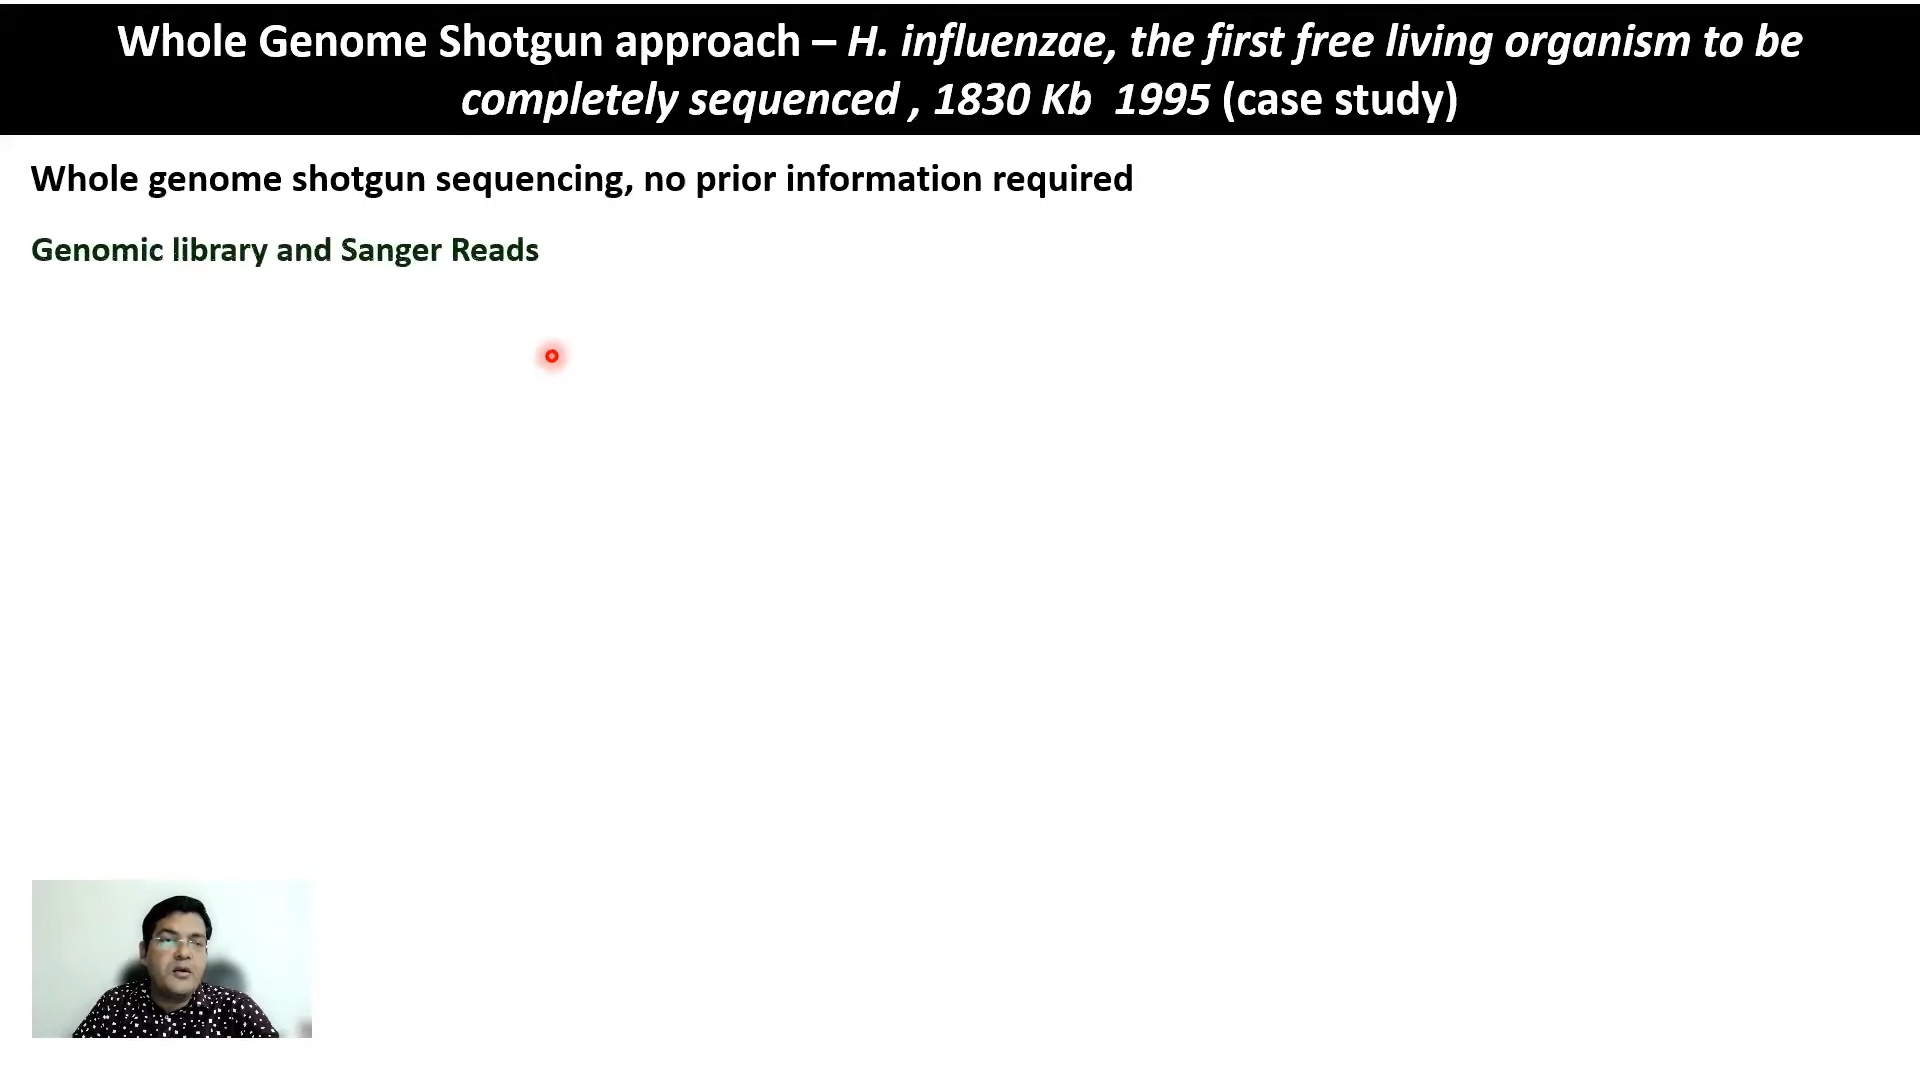 Whole Genome Shotgun approach – H. influenzae, the first free living organism to be
completely sequenced , 1830 Kb  1995 (case study)
Whole genome shotgun sequencing, no prior information required
Genomic library and Sanger Reads